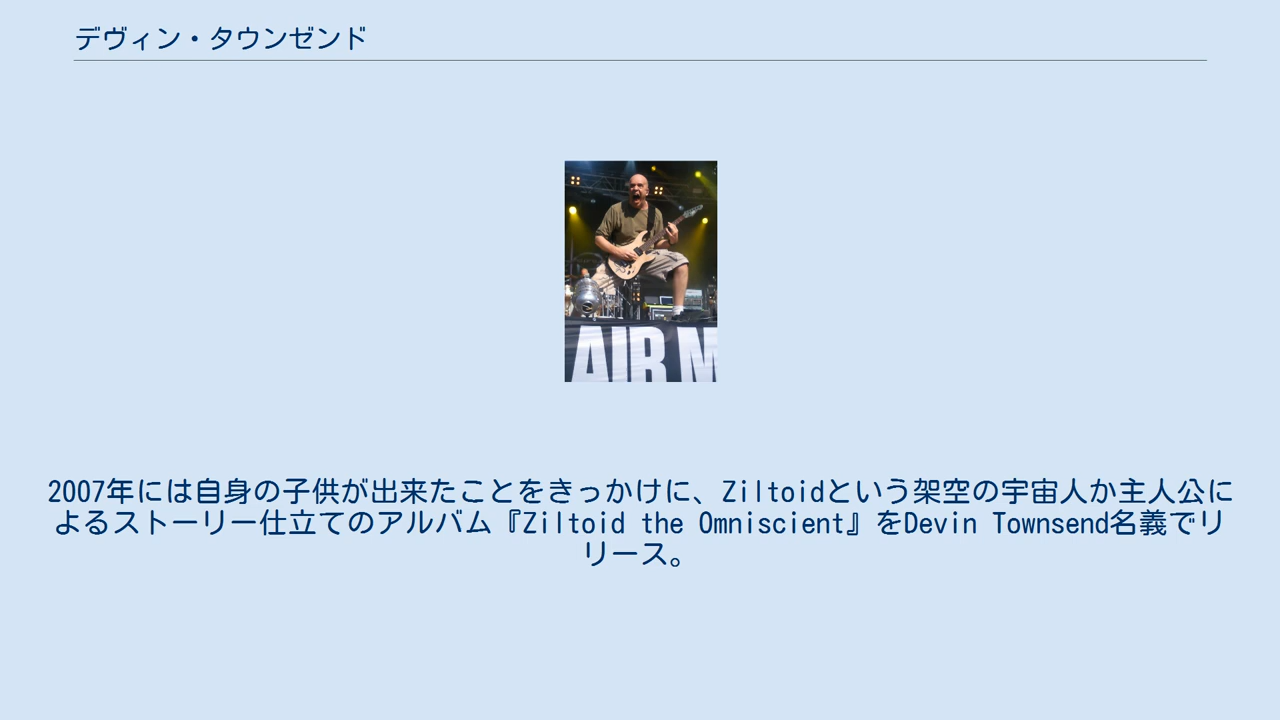 デヴィン・タウンゼンド
AIR M
2007年には自身の子供が出来たことをきっかけに、Ziltoidという架空の宇宙人か主人公に
よるストーリー仕立てのアルバム『Ziltoid the Omniscient』をDevin Townsend名義でリ
リース。